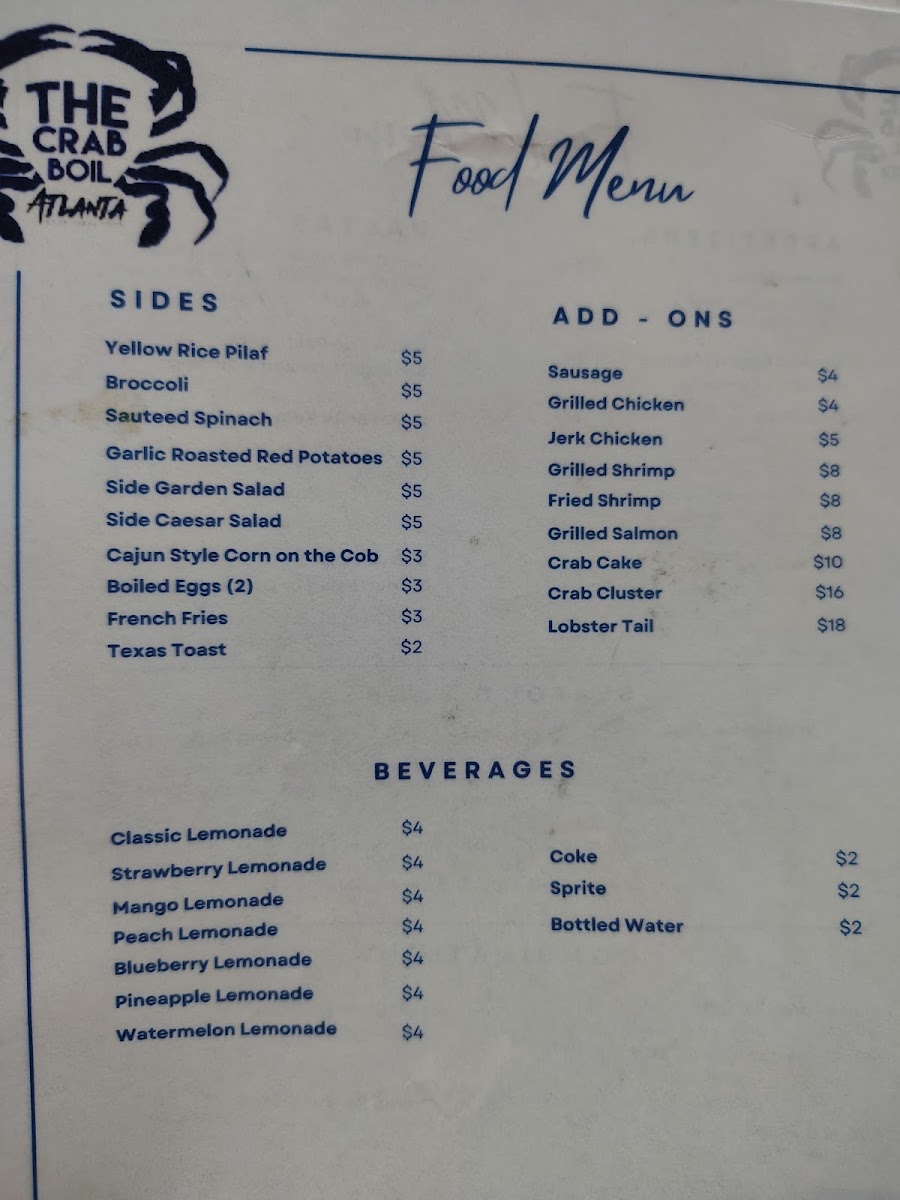 THE
CRAB
BOIL
ATLANTA
Food Menu
SIDES
Yellow Rice Pilaf $5
Broccoli $5
Sauteed Spinach $5
Garlic Roasted Red Potatoes $5
Side Garden Salad $5
Side Caesar Salad $5
Cajun Style Corn on the Cob $3
Boiled Eggs (2) $3
French Fries $3
Texas Toast $2
ADD - ONS
Sausage $4
Grilled Chicken $4
Jerk Chicken $5
Grilled Shrimp $8
Fried Shrimp $8
Grilled Salmon $8
Crab Cake $10
Crab Cluster $16
Lobster Tail $18
BEVERAGES
Classic Lemonade $4
Strawberry Lemonade $4
Mango Lemonade $4
Peach Lemonade $4
Blueberry Lemonade $4
Pineapple Lemonade $4
Watermelon Lemonade $4
Coke $2
Sprite $2
Bottled Water $2